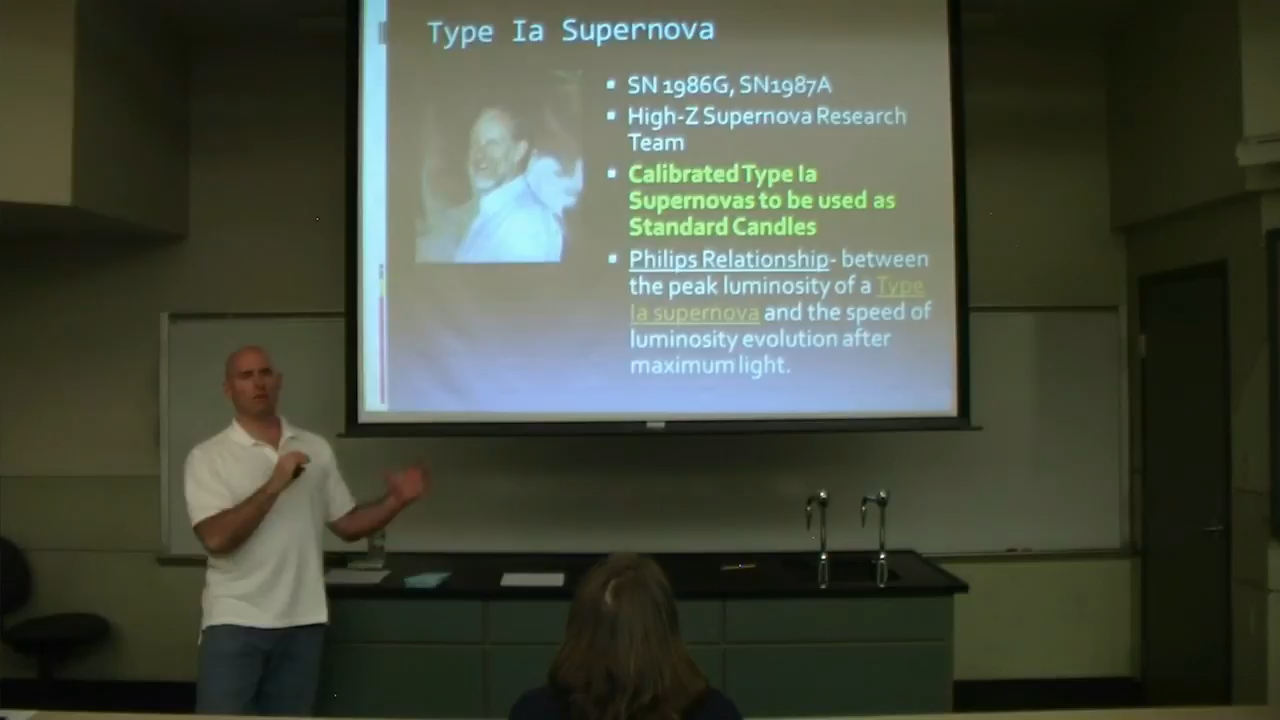 Type Ia Supernova
SN 1986G, SN1987A
High-Z Supernova Research
Team
Calibrated Type Ia
Supernovas to be used as
Standard Candles
Philips Relationship- between
the peak luminosity of a Type
Ia supernova and the speed of
luminosity evolution after
maximum light.